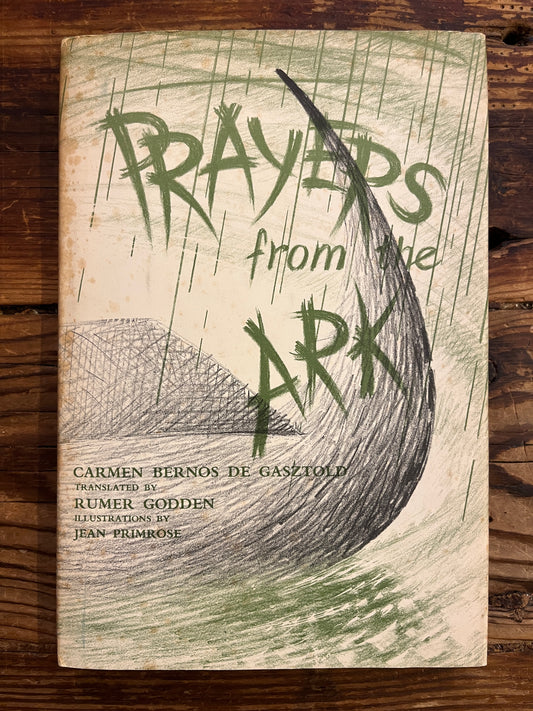 PRAYERS
from the
ARK
CARMEN BERNOS DE GASZTOLD
TRANSLATED BY
RUMER GODDEN
ILLUSTRATIONS BY
JEAN PRIMROSE